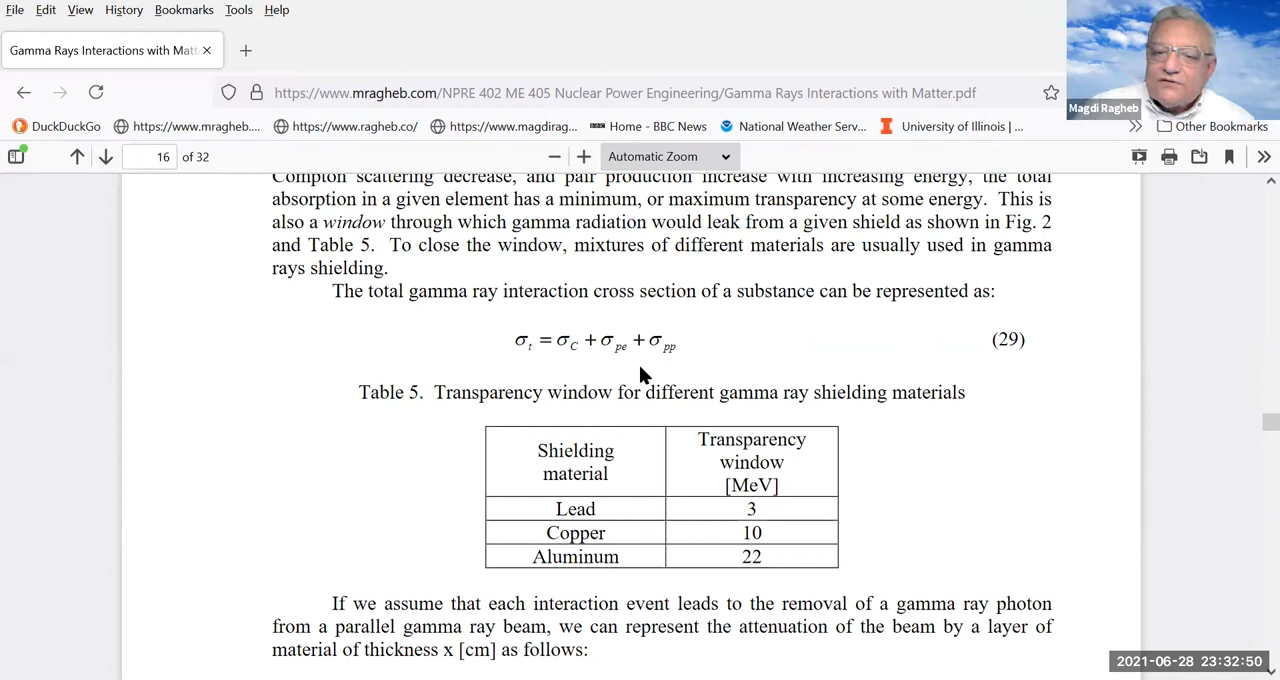 File Edit View History Bookmarks Tools Help
Gamma Rays Interactions with Matt
https://www.mragheb.com/NPRE 402 ME 405 Nuclear Power Engineering/Gamma Rays Interactions with Matter.pdf
Magdi Ragheb
DuckDuckGo https://www.mragheb.... https://www.ragheb.co/ https://www.magdirag... BBC Home - BBC News National Weather Serv... I University of Illinois | ... Other Bookmarks
16 of 32 Automatic Zoom
Compton scattering decrease, and pair production increase with increasing energy, the total
absorption in a given element has a minimum, or maximum transparency at some energy. This is
also a window through which gamma radiation would leak from a given shield as shown in Fig. 2
and Table 5. To close the window, mixtures of different materials are usually used in gamma
rays shielding.
The total gamma ray interaction cross section of a substance can be represented as:
σt = σC + σpe + σpp (29)
Table 5. Transparency window for different gamma ray shielding materials
Shielding
material
Transparency
window
[MeV]
Lead 3
Copper 10
Aluminum 22
If we assume that each interaction event leads to the removal of a gamma ray photon
from a parallel gamma ray beam, we can represent the attenuation of the beam by a layer of
material of thickness x [cm] as follows:
2021-06-28 23:32:50